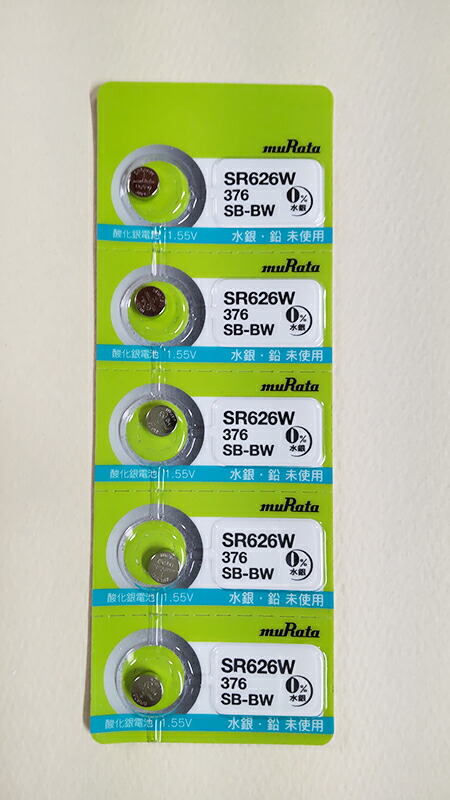 muRata
SR626W
376
SB-BW
0%
水銀
酸化銀電池 1.55V
水銀・鉛 未使用
muRata
SR626W
376
SB-BW
0%
水銀
酸化銀電池 1.55V
水銀・鉛 未使用
muRata
SR626W
376
SB-BW
0%
水銀
酸化銀電池 1.55V
水銀・鉛 未使用
muRata
SR626W
376
SB-BW
0%
水銀
酸化銀電池 1.55V
水銀・鉛 未使用
muRata
SR626W
376
SB-BW
0%
水銀
酸化銀電池 1.55V
水銀・鉛 未使用